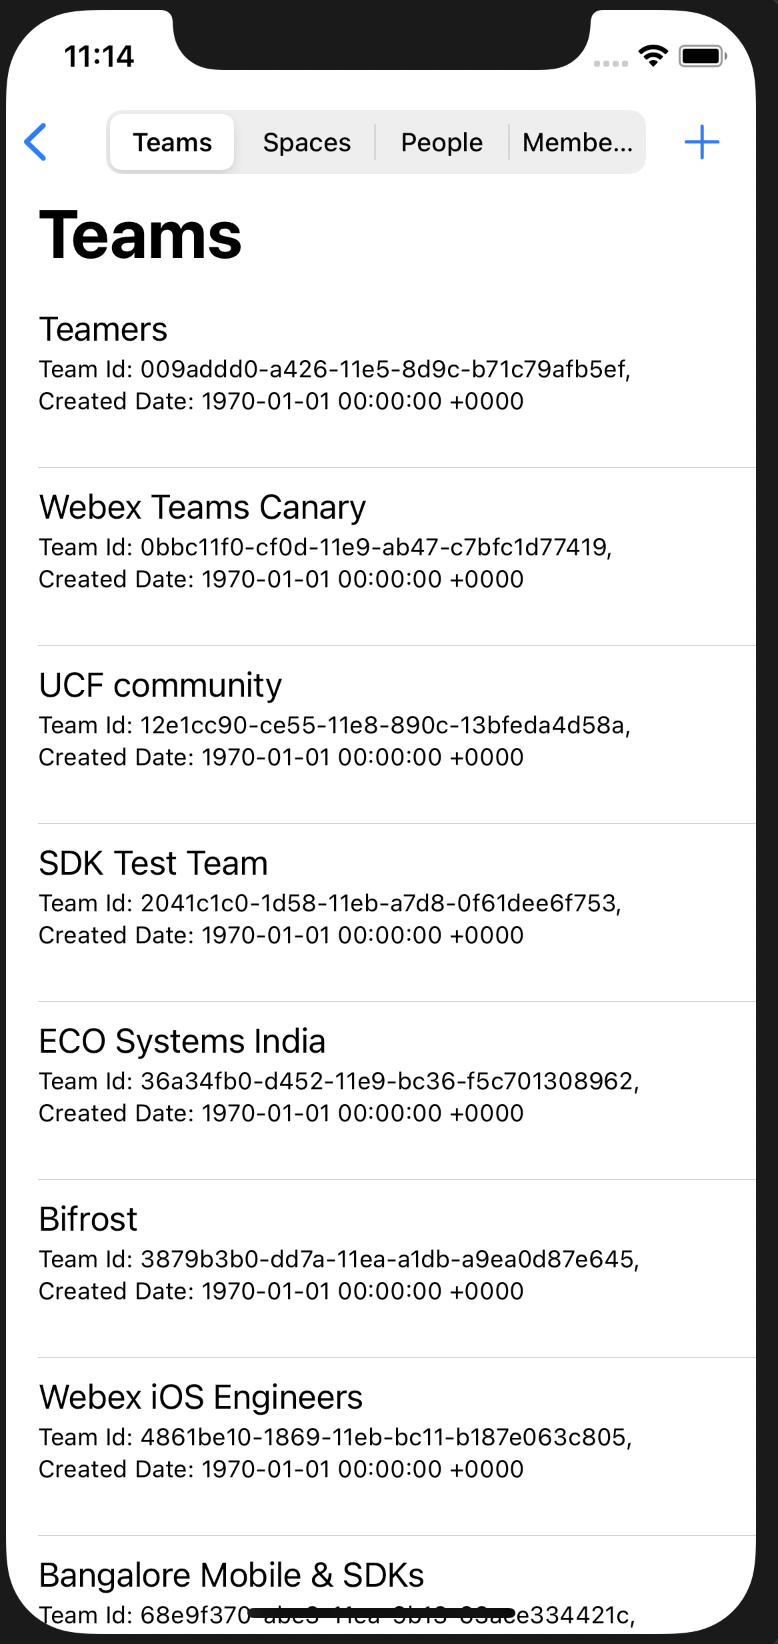 11:14
Teams Spaces People Membe...
Teams
Teamers
Team Id: 009addd0-a426-11e5-8d9c-b71c79afb5ef,
Created Date: 1970-01-01 00:00:00 +0000
Webex Teams Canary
Team Id: 0bbc11f0-cf0d-11e9-ab47-c7bfc1d77419,
Created Date: 1970-01-01 00:00:00 +0000
UCF community
Team Id: 12e1cc90-ce55-11e8-890c-13bfeda4d58a,
Created Date: 1970-01-01 00:00:00 +0000
SDK Test Team
Team Id: 2041c1c0-1d58-11eb-a7d8-0f61dee6f753,
Created Date: 1970-01-01 00:00:00 +0000
ECO Systems India
Team Id: 36a34fb0-d452-11e9-bc36-f5c701308962,
Created Date: 1970-01-01 00:00:00 +0000
Bifrost
Team Id: 3879b3b0-dd7a-11ea-a1db-a9ea0d87e645,
Created Date: 1970-01-01 00:00:00 +0000
Webex iOS Engineers
Team Id: 4861be10-1869-11eb-bc11-b187e063c805,
Created Date: 1970-01-01 00:00:00 +0000
Bangalore Mobile & SDKs
Team Id: